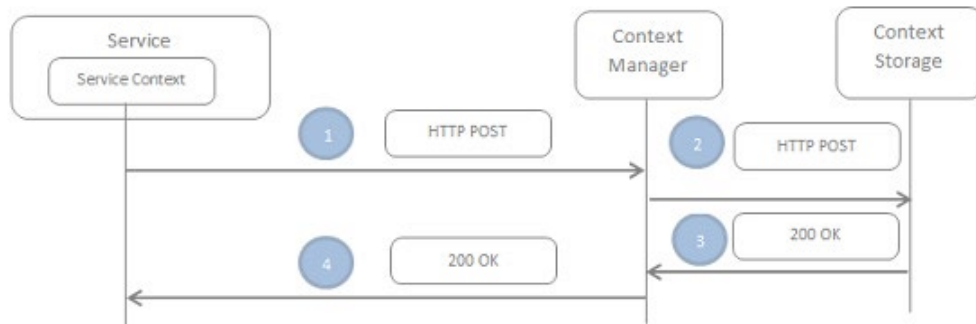 Service
Service Context
Context
Manager
Context
Storage
1
HTTP POST
2
HTTP POST
3
200 OK
4
200 OK